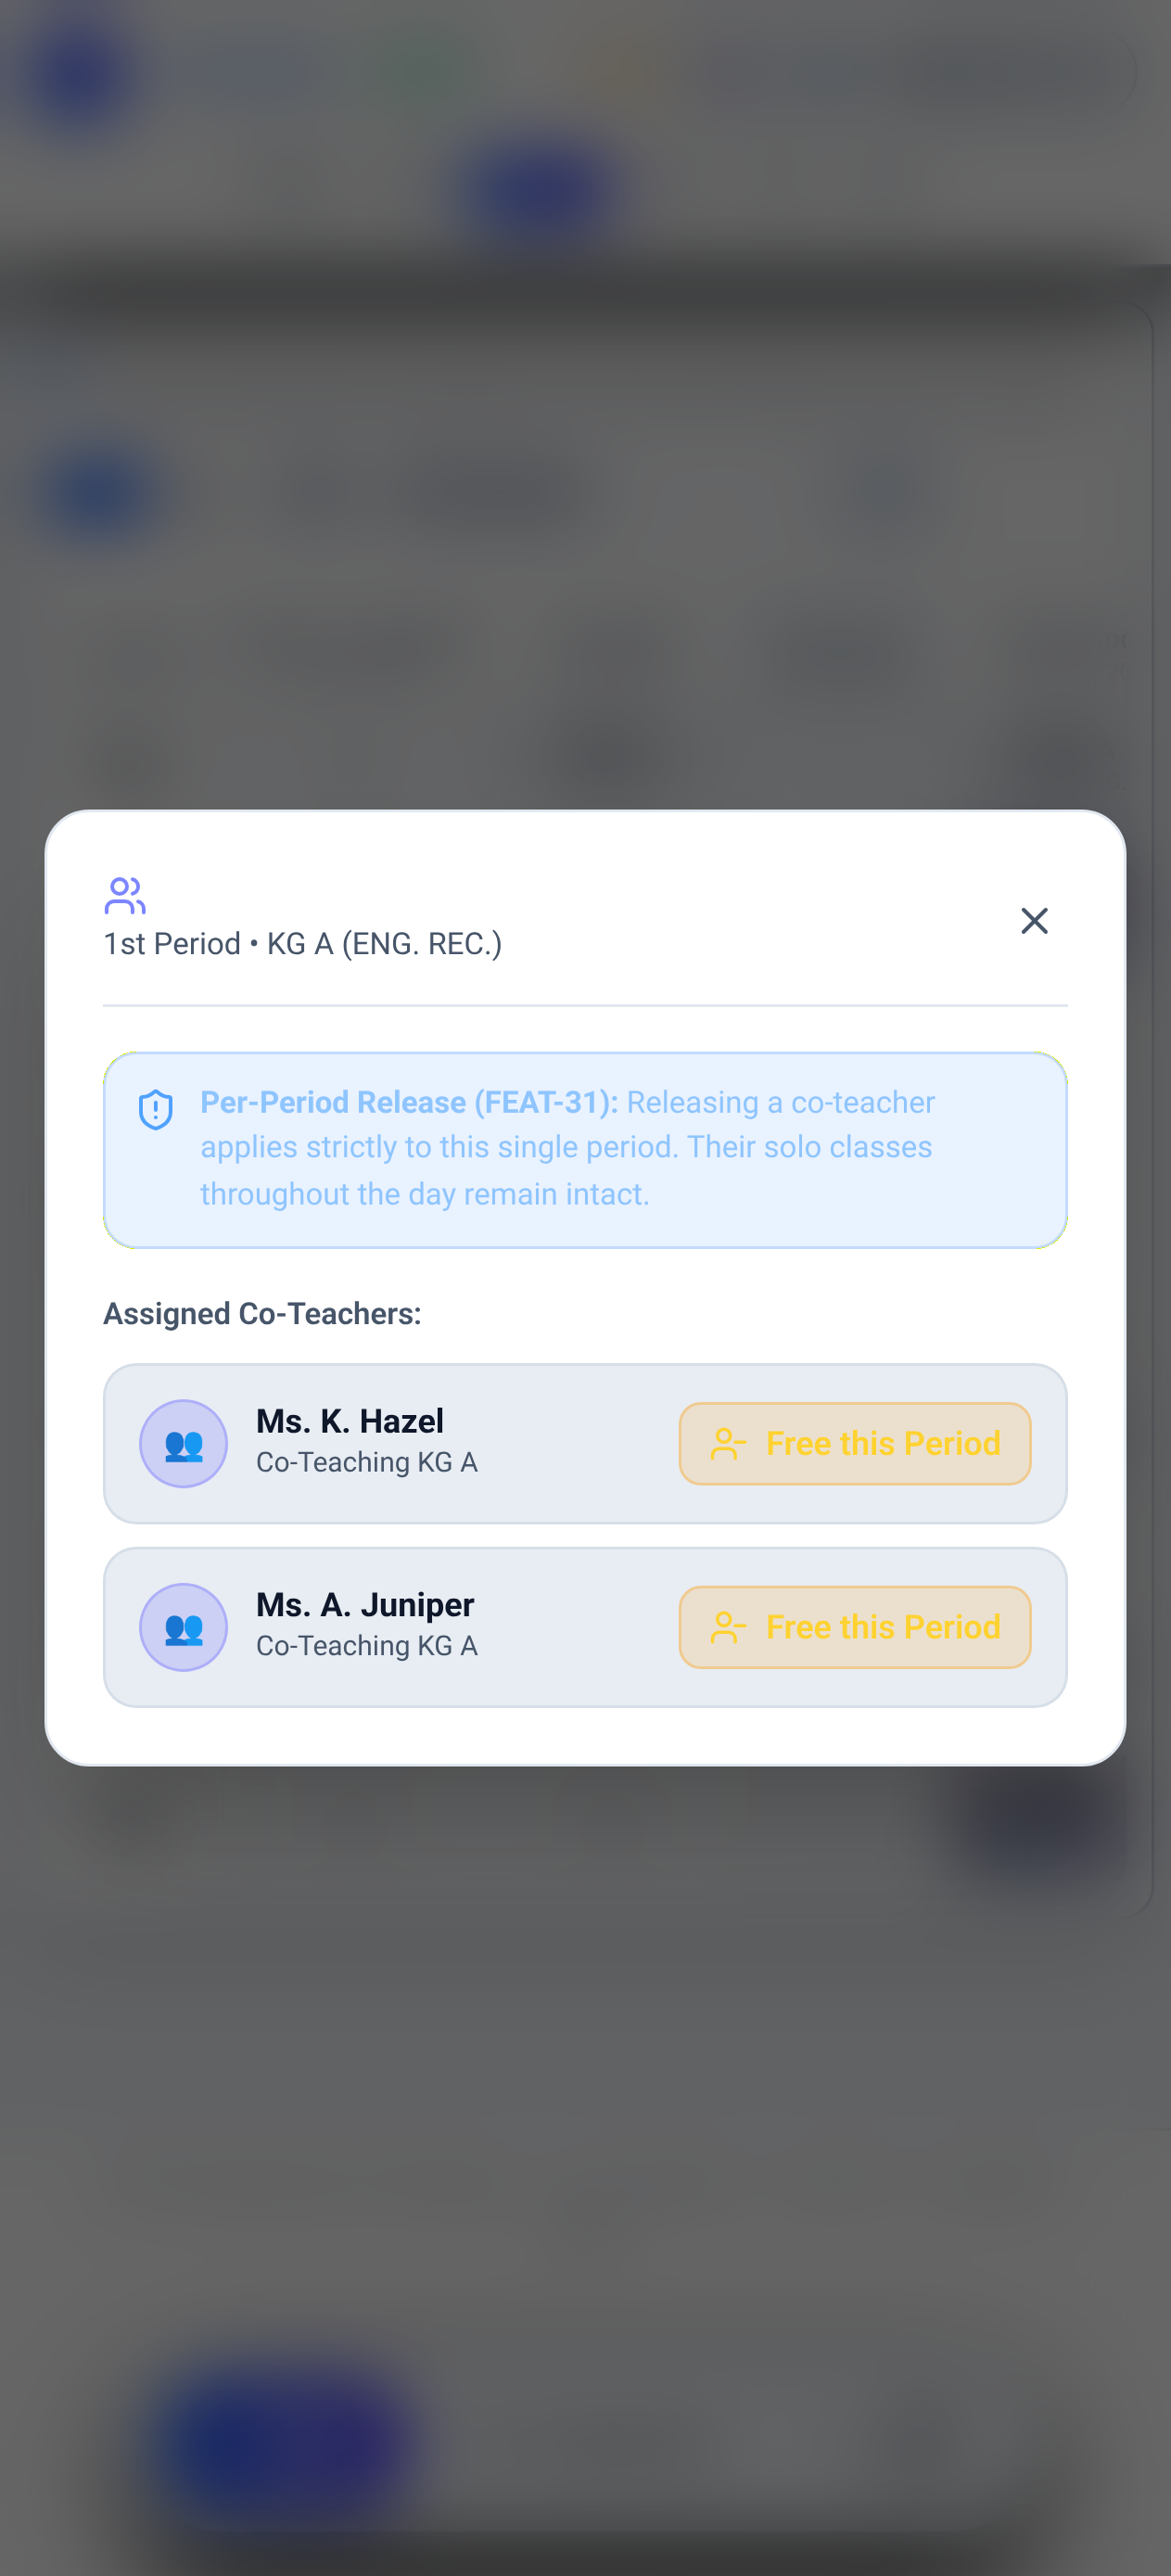 1st Period • KG A (ENG. REC.)
Per-Period Release (FEAT-31): Releasing a co-teacher
applies strictly to this single period. Their solo classes
throughout the day remain intact.
Assigned Co-Teachers:
Ms. K. Hazel
Co-Teaching KG A
Free this Period
Ms. A. Juniper
Co-Teaching KG A
Free this Period